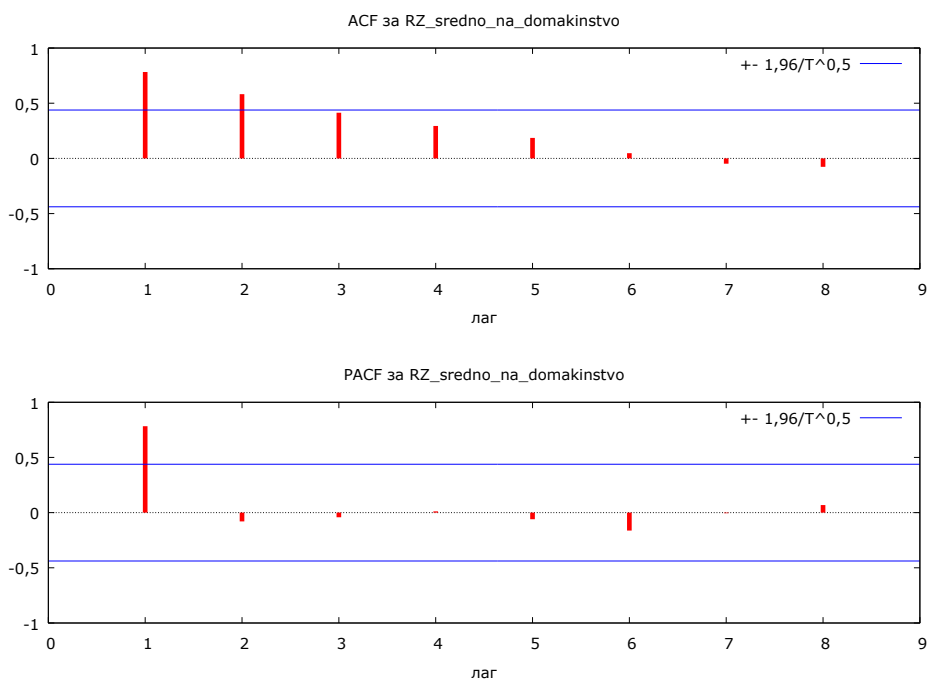 ACF за RZ_sredno_na_domakinstvo
+- 1,96/T^0,5
1
0,5
0
-0,5
-1
0 1 2 3 4 5 6 7 8 9
лаг
PACF за RZ_sredno_na_domakinstvo
+- 1,96/T^0,5
1
0,5
0
-0,5
-1
0 1 2 3 4 5 6 7 8 9
лаг